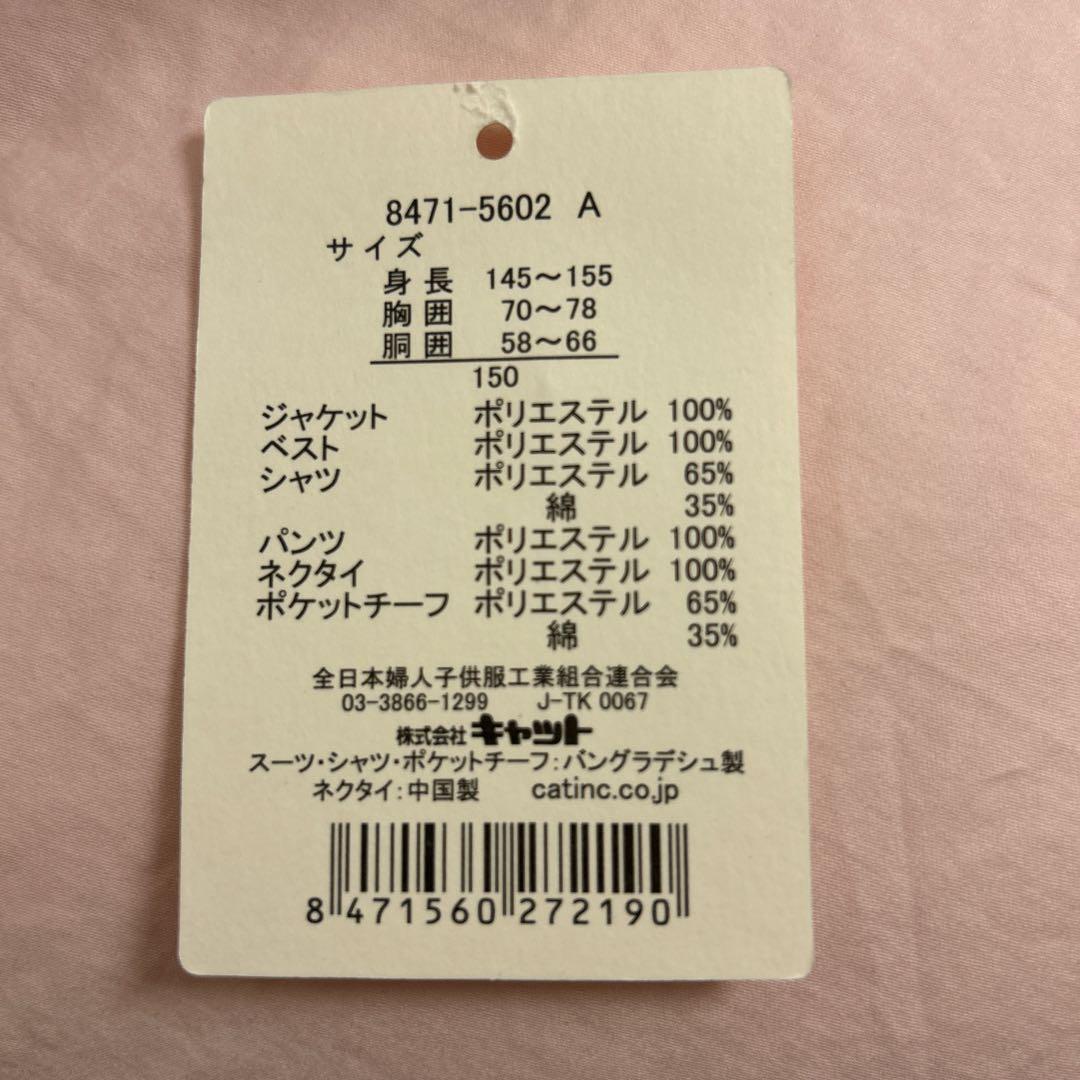 8471-5602 A
サイズ
身長 145～155
胸囲 70～78
胴囲 58～66
150
ジャケット ポリエステル 100%
ベスト ポリエステル 100%
シャツ ポリエステル 65%
綿 35%
パンツ ポリエステル 100%
ネクタイ ポリエステル 100%
ポケットチーフ ポリエステル 65%
綿 35%
全日本婦人子供服工業組合連合会
03-3866-1299 J-TK 0067
株式会社 キャット
スーツ・シャツ・ポケットチーフ：バングラデシュ製
ネクタイ：中国製 catinc.co.jp
8 471560 272190